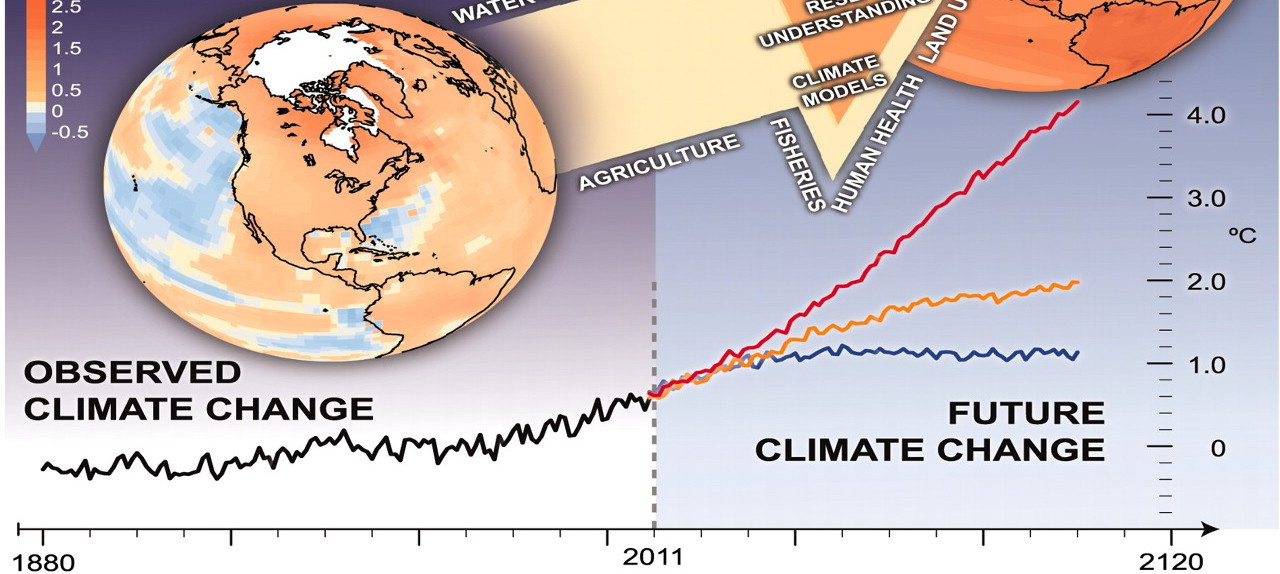 2.5
2
1.5
1
0.5
0
-0.5
WATER
UNDERSTANDING
CLIMATE
MODELS
LAND
AGRICULTURE
FISHERIES
HUMAN HEALTH
4.0
3.0
ºC
2.0
1.0
0
OBSERVED
CLIMATE CHANGE
FUTURE
CLIMATE CHANGE
1880
2011
2120